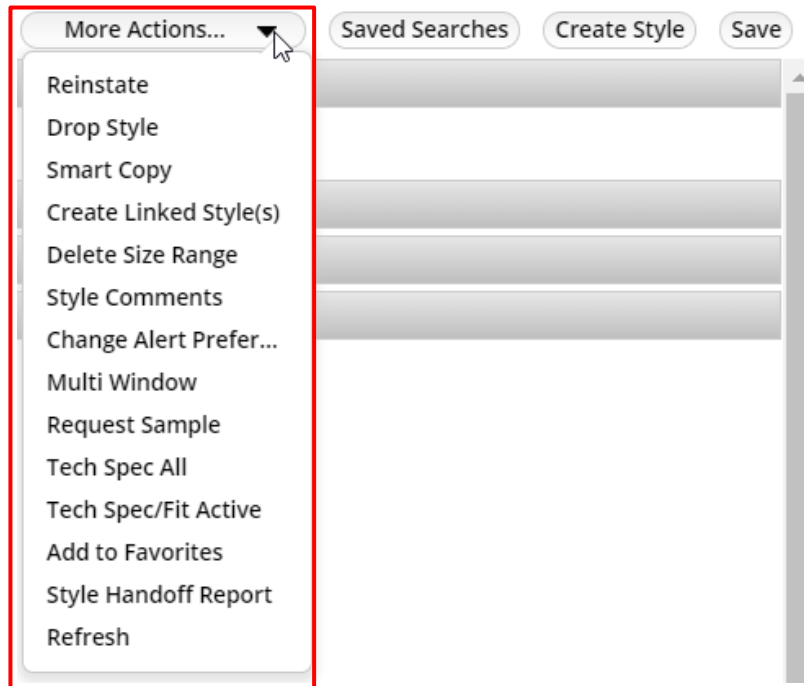 More Actions... Saved Searches Create Style Save
Reinstate
Drop Style
Smart Copy
Create Linked Style(s)
Delete Size Range
Style Comments
Change Alert Prefer...
Multi Window
Request Sample
Tech Spec All
Tech Spec/Fit Active
Add to Favorites
Style Handoff Report
Refresh